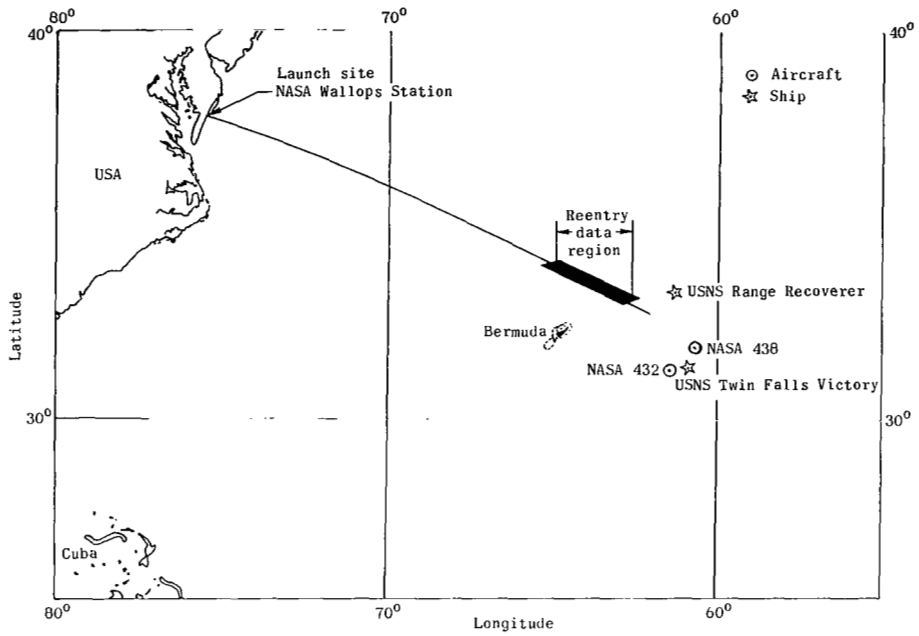 80°
70°
60°
40°
40°
Aircraft
Ship
Launch site
NASA Wallops Station
USA
Reentry
data
region
USNS Range Recoverer
Bermuda
NASA 438
NASA 432
USNS Twin Falls Victory
Latitude
30°
30°
Cuba
80°
70°
60°
Longitude